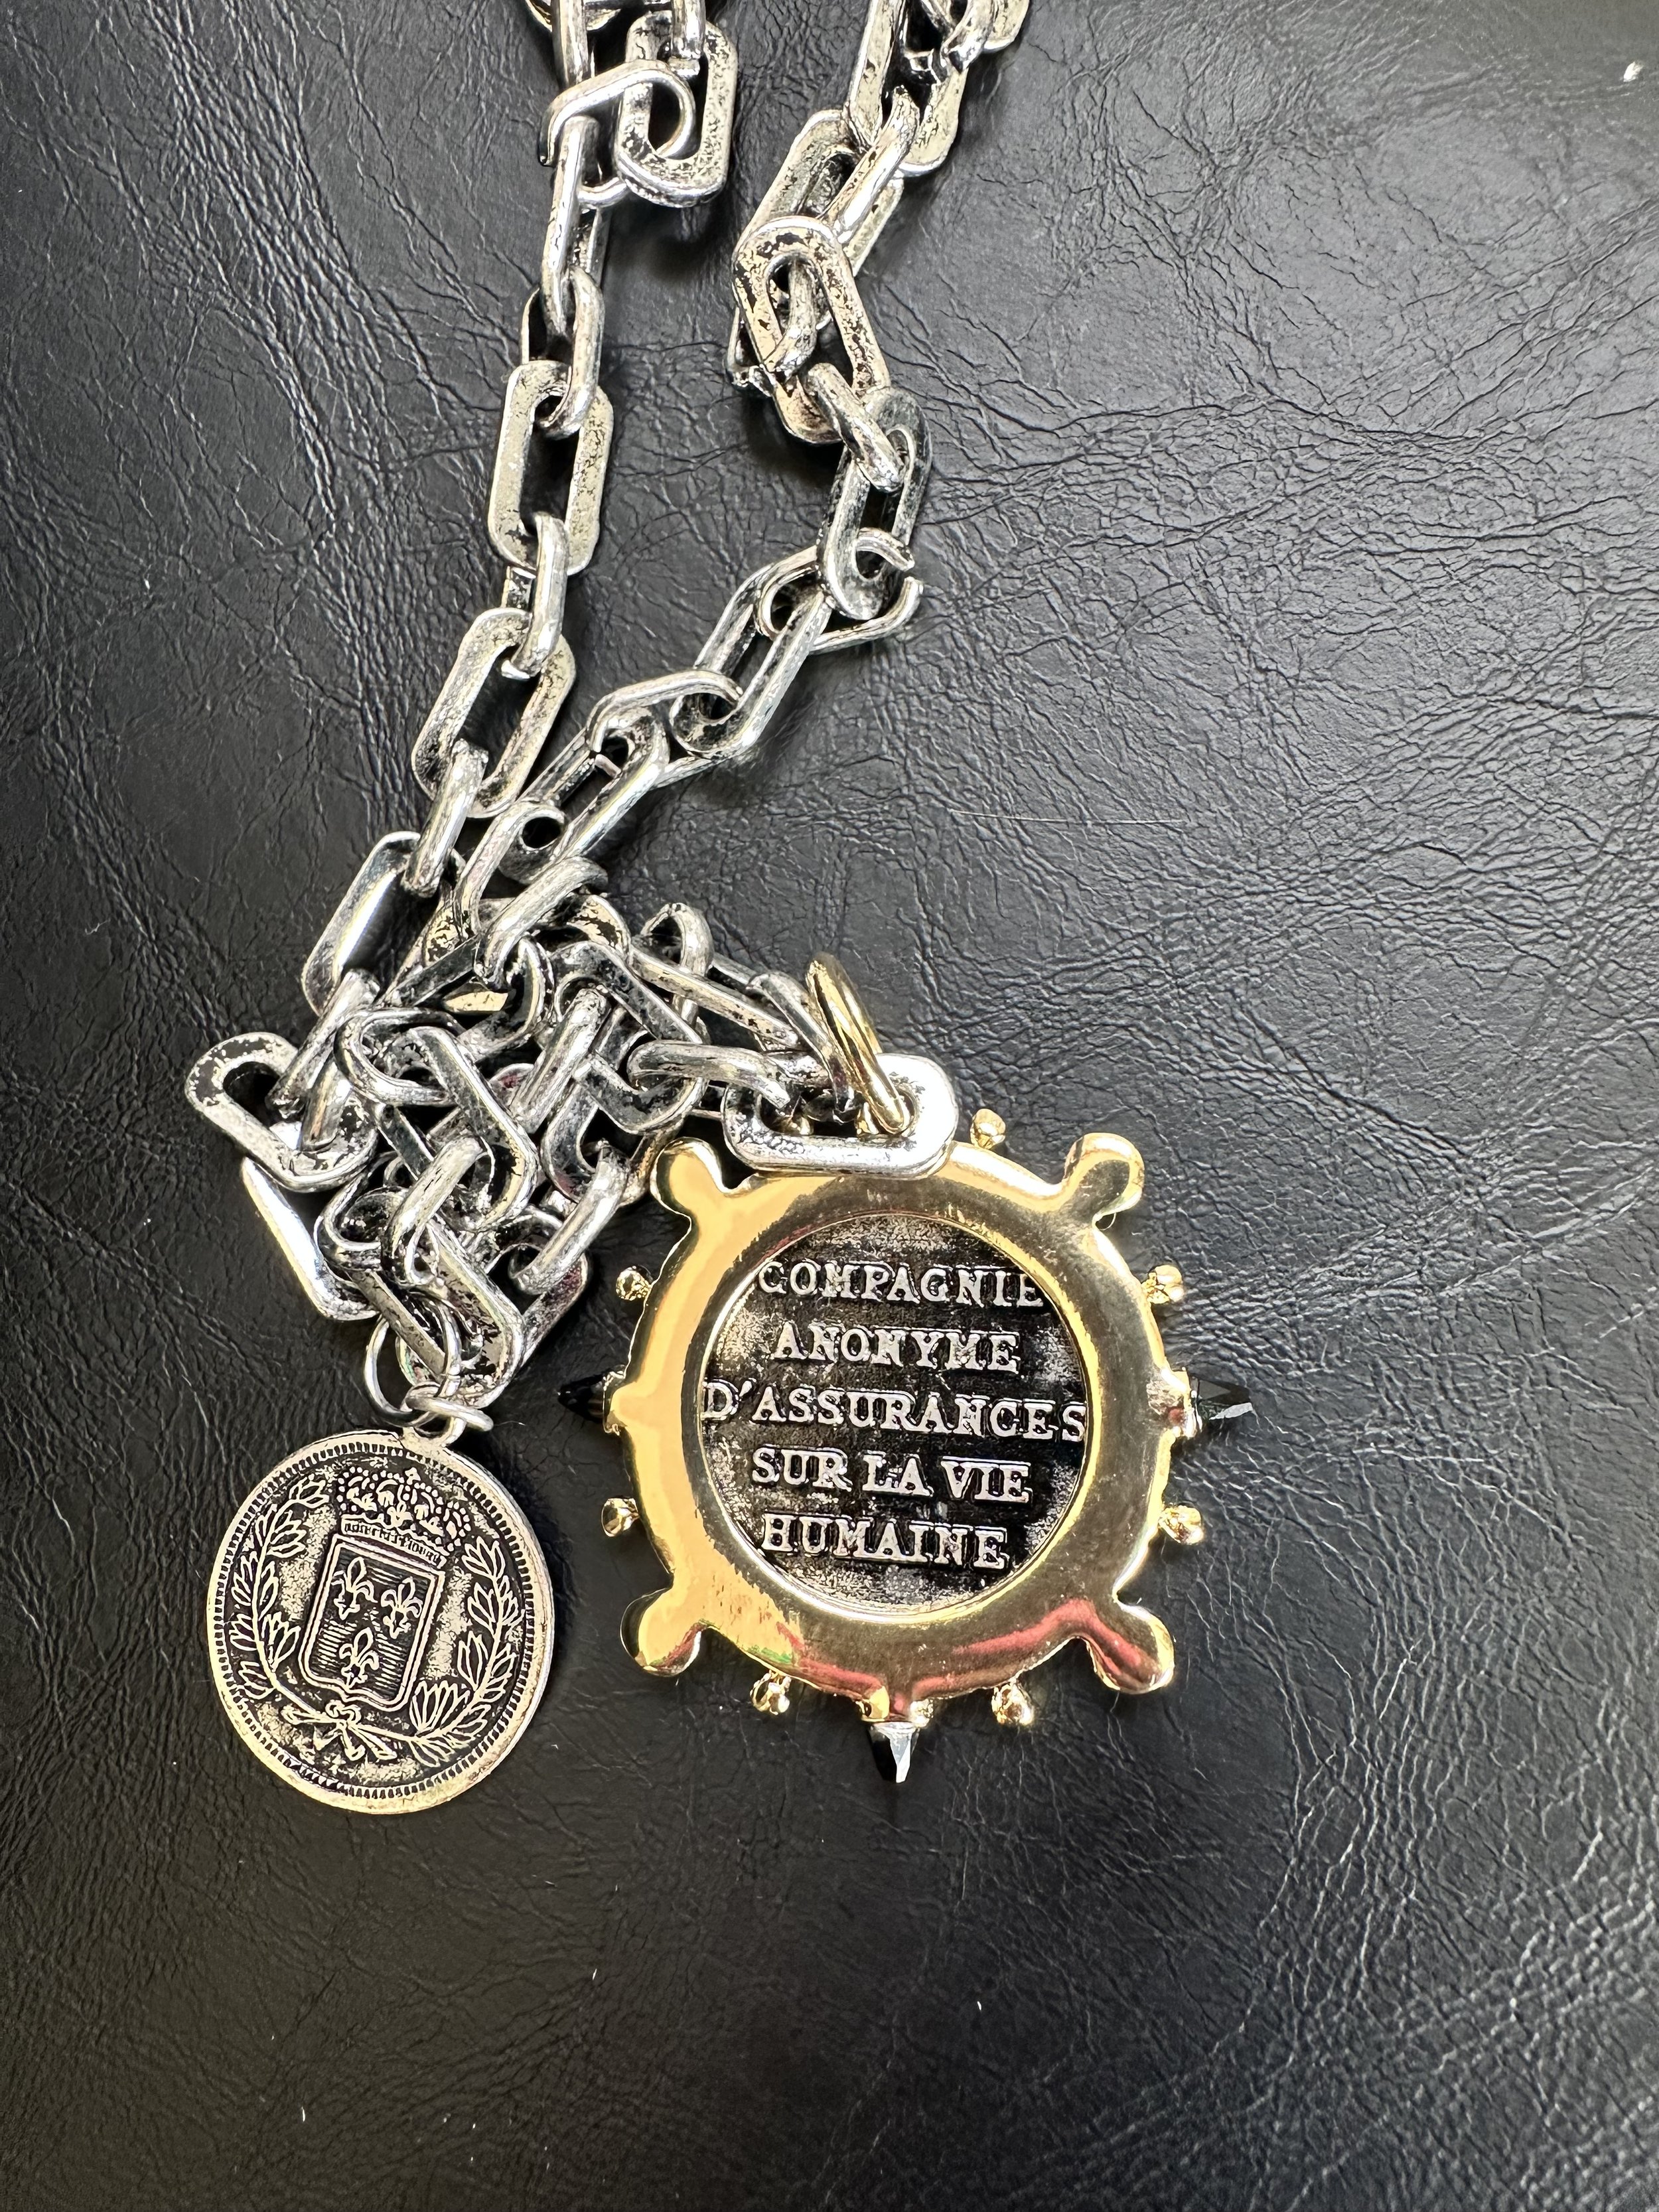 COMPAGNIE
ANONYME
D'ASSURANCES
SUR LA VIE
HUMAINE